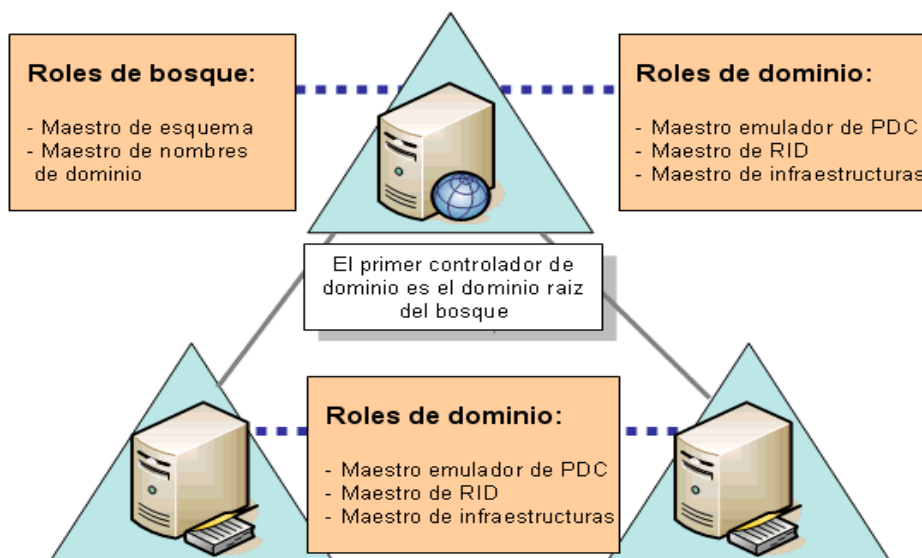 Roles de bosque:
- Maestro de esquema
- Maestro de nombres
de dominio
Roles de dominio:
- Maestro emulador de PDC
- Maestro de RID
- Maestro de infraestructuras
El primer controlador de
dominio es el dominio raiz
del bosque
Roles de dominio:
- Maestro emulador de PDC
- Maestro de RID
- Maestro de infraestructuras